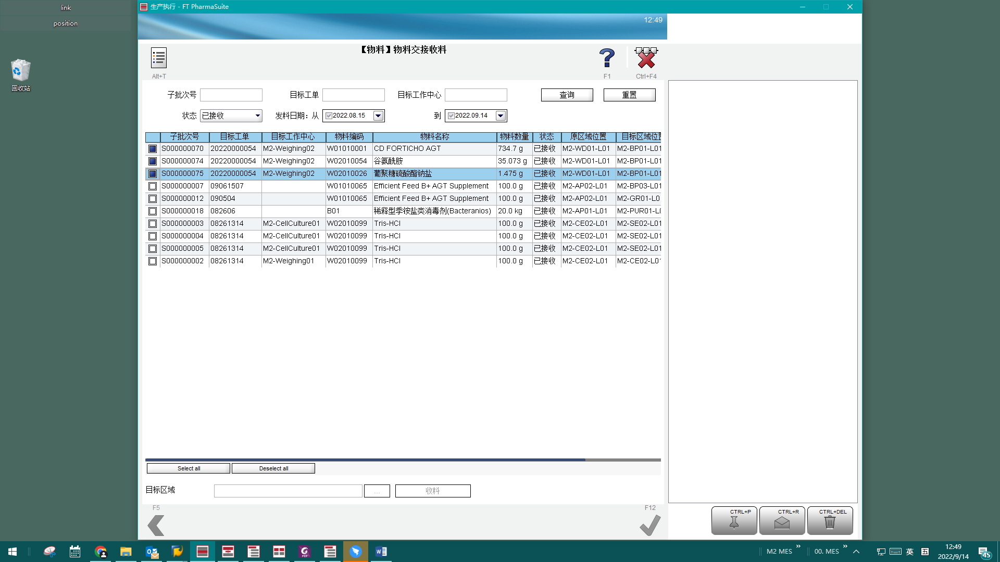 link
position
回收站
生产执行 - FT PharmaSuite
12:49
【物料】物料交接收料
Alt+T
F1
Ctrl+F4
子批次号 目标工单 目标工作中心 查询 重置
状态 已接收 发料日期：从 2022.08.15 到 2022.09.14
子批次号 目标工单 目标工作中心 物料编码 物料名称 物料数量 状态 原区域位置 目标区域位置
S000000070 20220000054 M2-Weighing02 W01010001 CD FORTICHO AGT 734.7 g 已接收 M2-WD01-L01 M2-BP01-L01
S000000074 20220000054 M2-Weighing02 W02010054 谷氨酰胺 35.073 g 已接收 M2-WD01-L01 M2-BP01-L01
S000000075 20220000054 M2-Weighing02 W02010026 葡聚糖硫酸酯钠盐 1.475 g 已接收 M2-WD01-L01 M2-BP01-L01
S000000007 09061507 W01010065 Efficient Feed B+ AGT Supplement 100.0 g 已接收 M2-AP02-L01 M2-BP03-L01
S000000012 090504 W01010065 Efficient Feed B+ AGT Supplement 100.0 g 已接收 M2-AP02-L01 M2-GR01-L0
S000000018 082606 B01 稀释型季铵盐类消毒剂(Bacteranios) 20.0 kg 已接收 M2-AP01-L01 M2-PUR01-L0
S000000003 08261314 M2-CellCulture01 W02010099 Tris-HCl 100.0 g 已接收 M2-CE02-L01 M2-SE02-L01
S000000004 08261314 M2-CellCulture01 W02010099 Tris-HCl 100.0 g 已接收 M2-CE02-L01 M2-SE02-L01
S000000005 08261314 M2-CellCulture01 W02010099 Tris-HCl 100.0 g 已接收 M2-CE02-L01 M2-SE02-L01
S000000002 08261314 M2-Weighing01 W02010099 Tris-HCl 100.0 g 已接收 M2-CE02-L01 M2-CE02-L01
Select all Deselect all
目标区域 ... 收料
F5 F12
CTRL+P CTRL+R CTRL+DEL
M2 MES » 00. MES » 英 12:49
2022/9/14 45